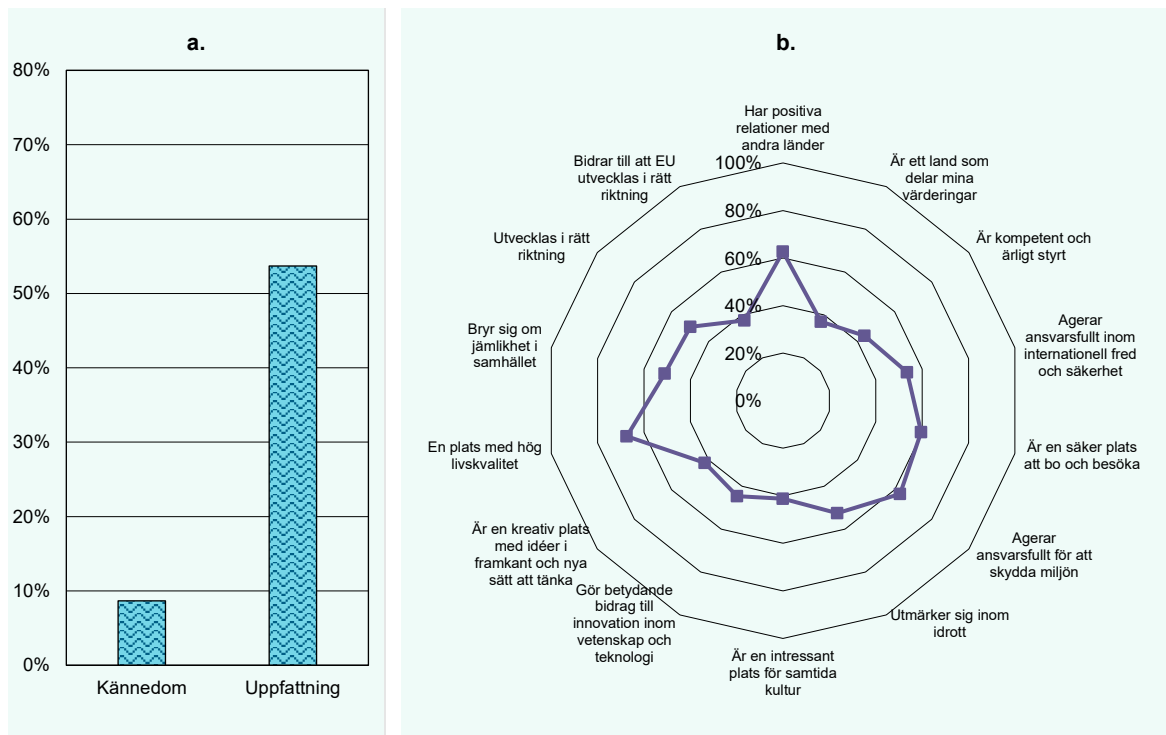 a.
80%
70%
60%
50%
40%
30%
20%
10%
0%
Kännedom
Uppfattning
b.
Har positiva
relationer med
andra länder
Är ett land som
delar mina
värderingar
Är kompetent och
ärligt styrt
Agerar
ansvarsfullt inom
internationell fred
och säkerhet
Är en säker plats
att bo och besöka
Agerar
ansvarsfullt för att
skydda miljön
Utmärker sig inom
idrott
Är en intressant
plats för samtida
kultur
Gör betydande
bidrag till
innovation inom
vetenskap och
teknologi
Är en kreativ plats
med idéer i
framkant och nya
sätt att tänka
En plats med hög
livskvalitet
Bryr sig om
jämlikhet i
samhället
Utvecklas i rätt
riktning
Bidrar till att EU
utvecklas i rätt
riktning
100%
80%
60%
40%
20%
0%